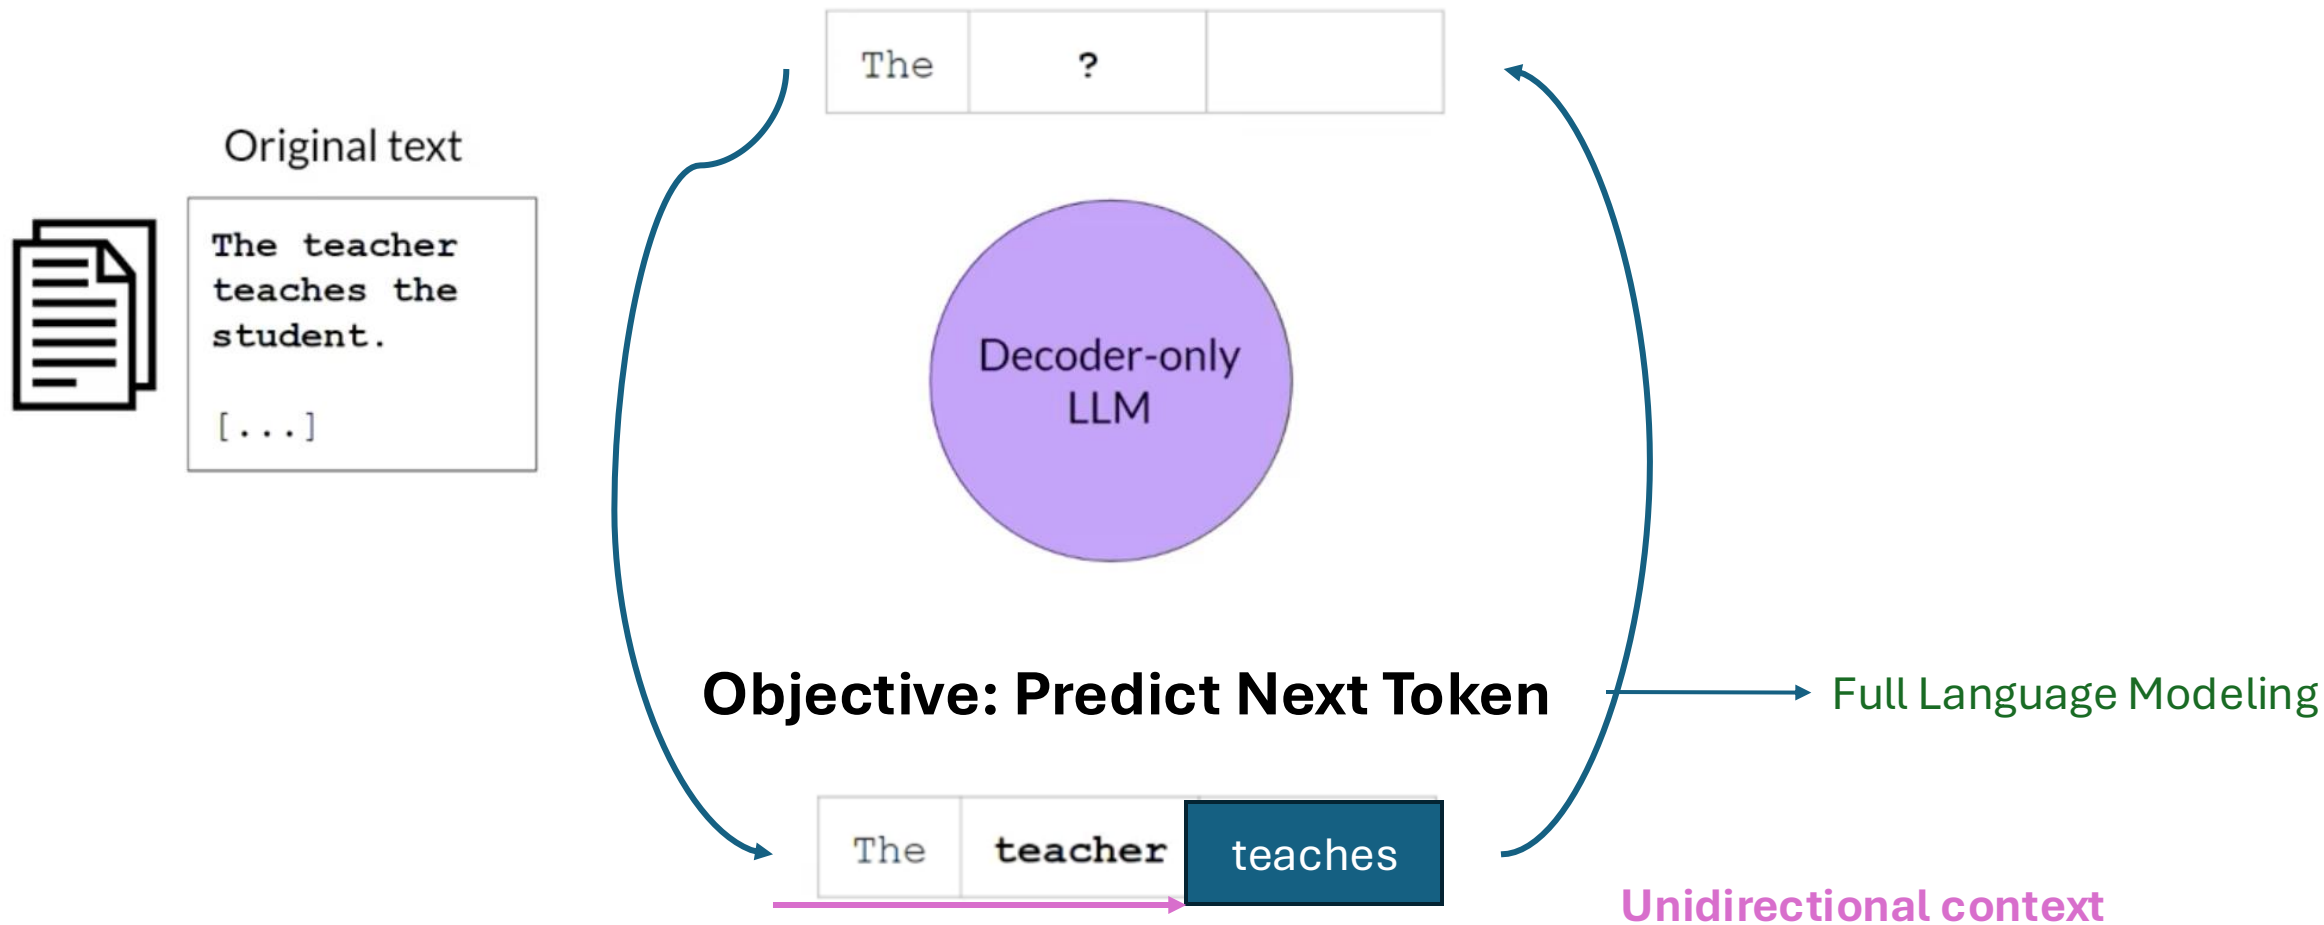 The ?
Original text
The teacher
teaches the
student.
[...]
Decoder-only
LLM
Objective: Predict Next Token
Full Language Modeling
The teacher teaches
Unidirectional context